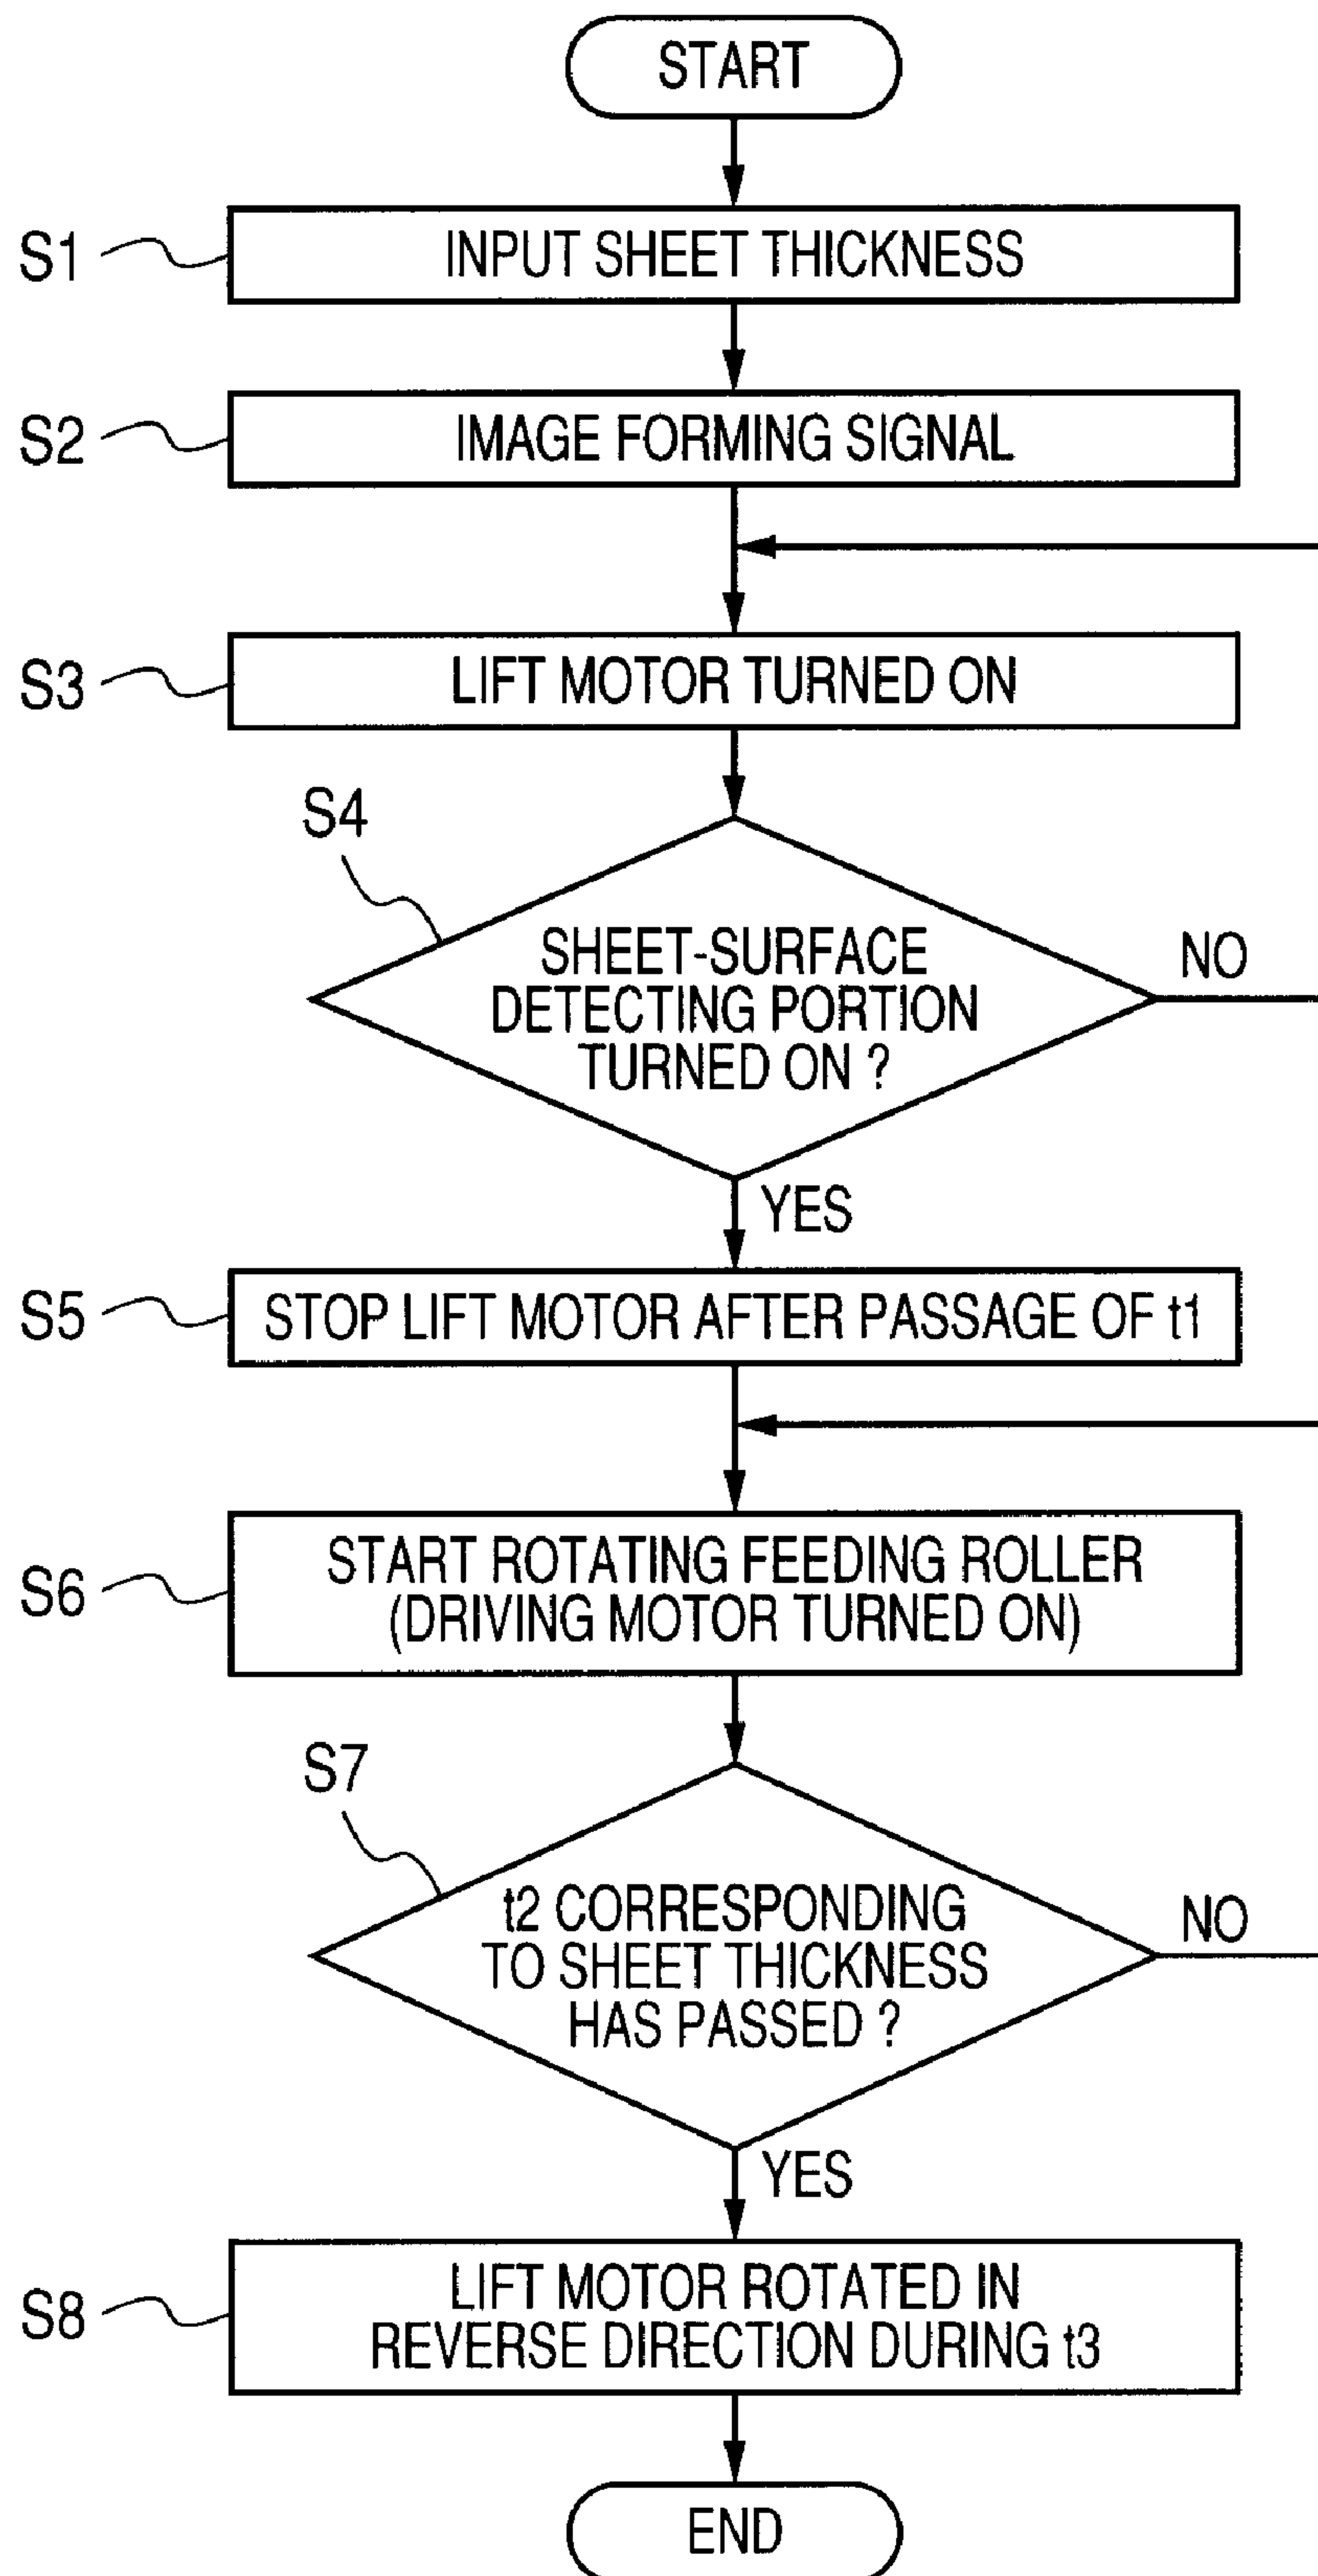 START
S1
INPUT SHEET THICKNESS
S2
IMAGE FORMING SIGNAL
S3
LIFT MOTOR TURNED ON
S4
SHEET-SURFACE
DETECTING PORTION
TURNED ON ?
NO
YES
S5
STOP LIFT MOTOR AFTER PASSAGE OF t1
S6
START ROTATING FEEDING ROLLER
(DRIVING MOTOR TURNED ON)
S7
t2 CORRESPONDING
TO SHEET THICKNESS
HAS PASSED ?
NO
YES
S8
LIFT MOTOR ROTATED IN
REVERSE DIRECTION DURING t3
END